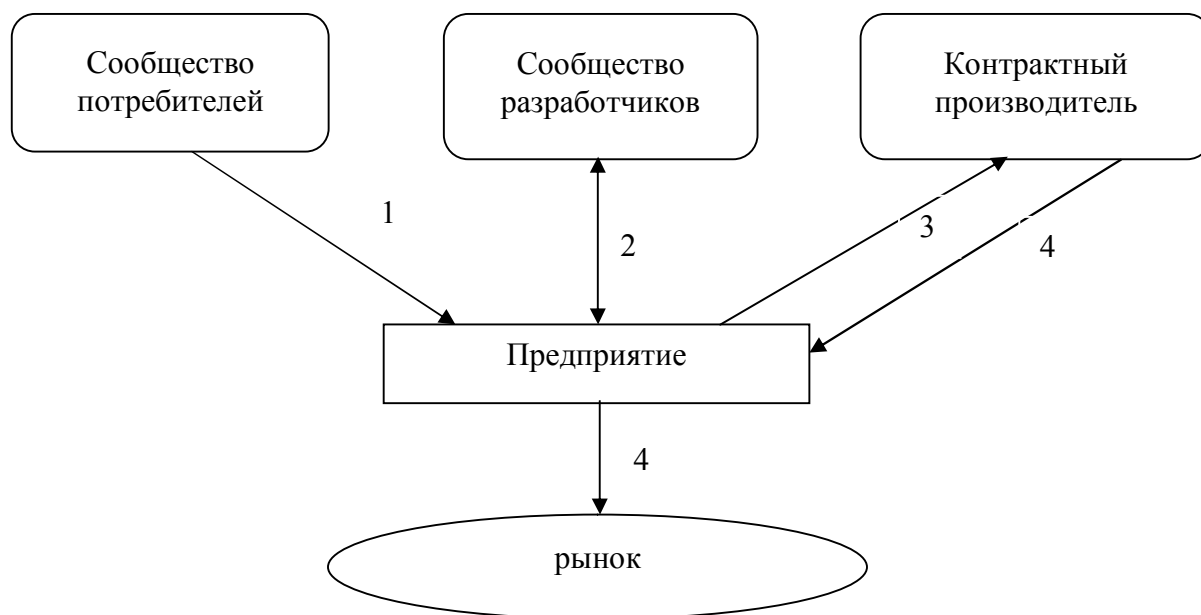 Сообщество
потребителей
Сообщество
разработчиков
Контрактный
производитель
1
2
3
4
Предприятие
4
рынок